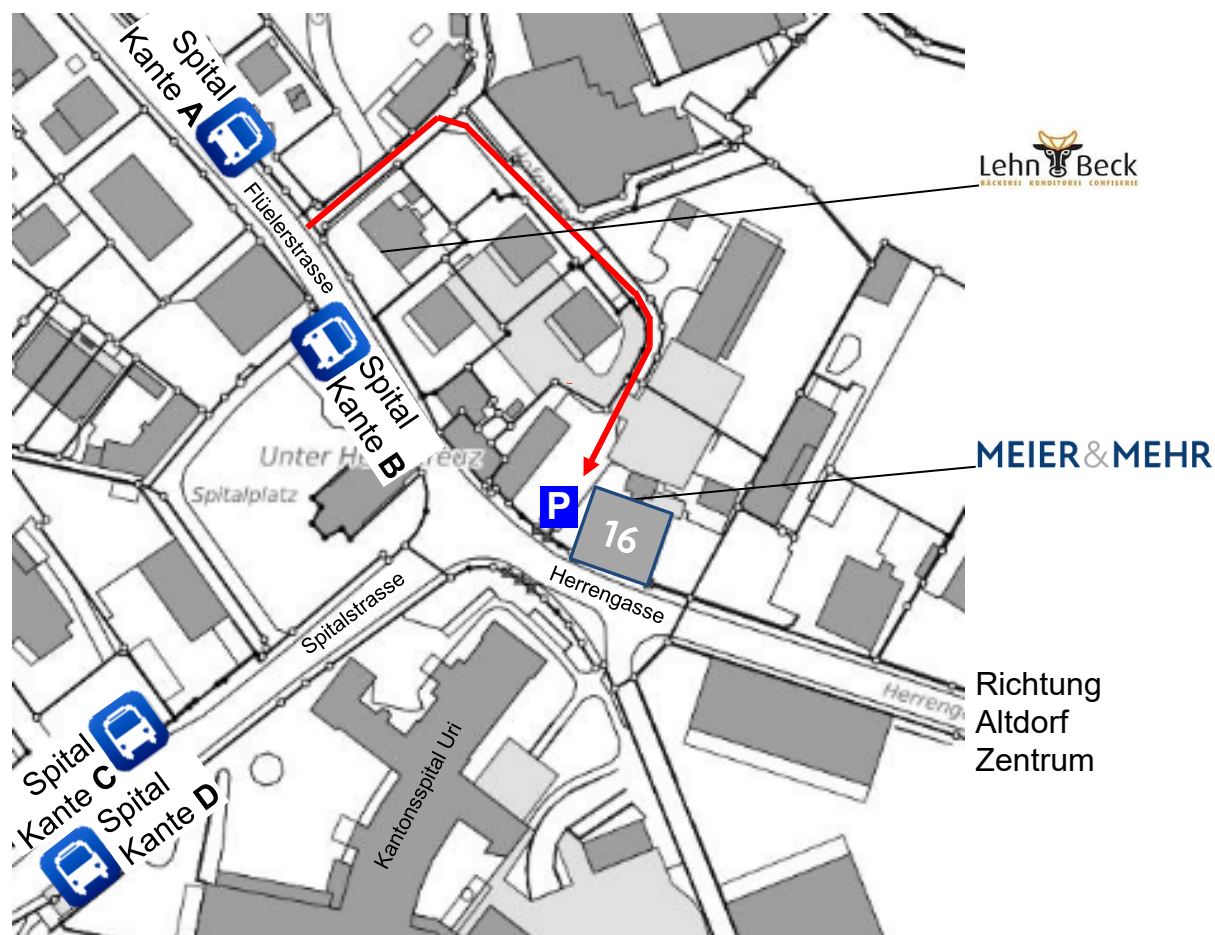 Spital
Kante A
Flüelerstrasse
Lehn Beck
BÄCKEREI KONDITOREI CONFISERIE
Spital
Kante B
Spitalplatz
MEIER&MEHR
P
16
Herrengasse
Spitalstrasse
Kantonsspital Uri
Richtung
Altdorf
Zentrum
Spital
Kante C
Spital
Kante D